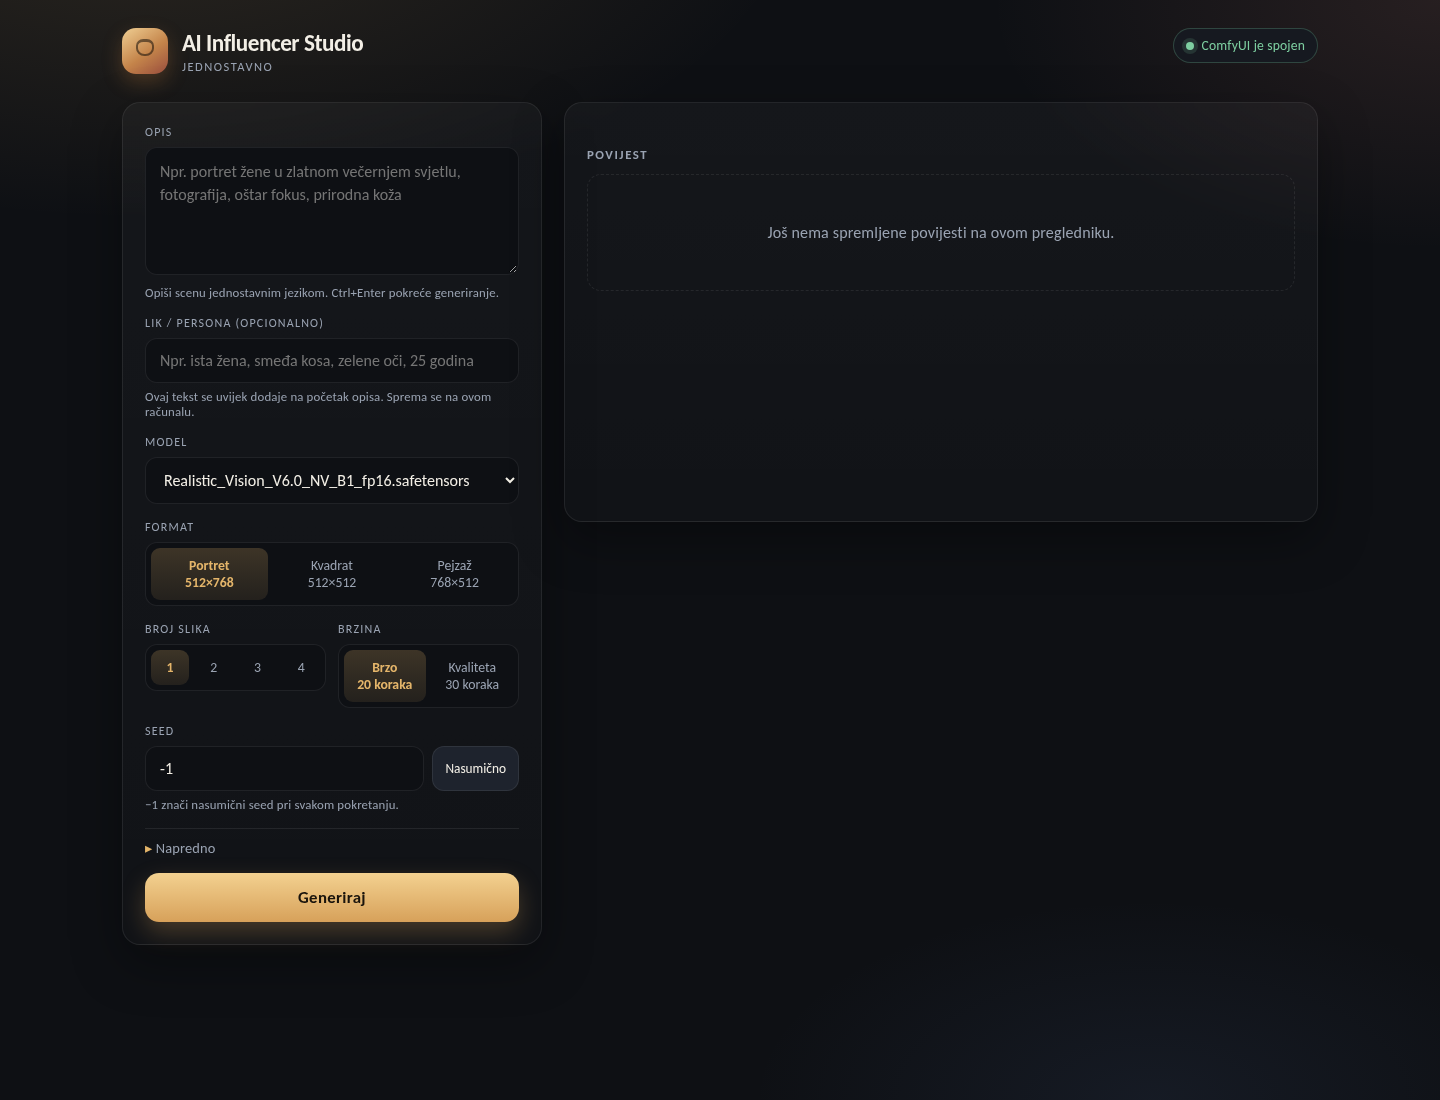 AI Influencer Studio
JEDNOSTAVNO
ComfyUI je spojen
OPIS
Npr. portret žene u zlatnom večernjem svjetlu,
fotografija, oštar fokus, prirodna koža
Opiši scenu jednostavnim jezikom. Ctrl+Enter pokreće generiranje.
LIK / PERSONA (OPCIONALNO)
Npr. ista žena, smeđa kosa, zelene oči, 25 godina
Ovaj tekst se uvijek dodaje na početak opisa. Sprema se na ovom
računalu.
MODEL
Realistic_Vision_V6.0_NV_B1_fp16.safetensors
FORMAT
Portret
512×768
Kvadrat
512×512
Pejzaž
768×512
BROJ SLIKA
1 2 3 4
BRZINA
Brzo
20 koraka
Kvaliteta
30 koraka
SEED
-1
Nasumično
−1 znači nasumični seed pri svakom pokretanju.
▸ Napredno
Generiraj
POVIJEST
Još nema spremljene povijesti na ovom pregledniku.